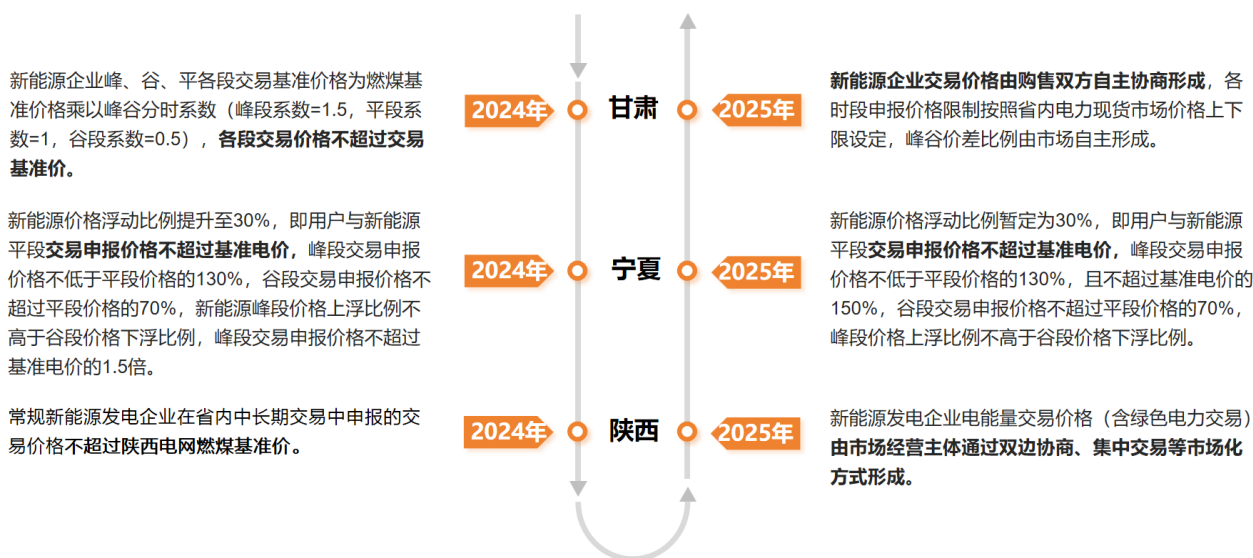 新能源企业峰、谷、平各段交易基准价格为燃煤基
准价格乘以峰谷分时系数（峰段系数=1.5，平段系
数=1，谷段系数=0.5），各段交易价格不超过交易
基准价。
2024年
甘肃
2025年
新能源企业交易价格由购售双方自主协商形成，各
时段申报价格限制按照省内电力现货市场价格上下
限设定，峰谷价差比例由市场自主形成。
新能源价格浮动比例提升至30%，即用户与新能源
平段交易申报价格不超过基准电价，峰段交易申报
价格不低于平段价格的130%，谷段交易申报价格不
超过平段价格的70%，新能源峰段价格上浮比例不
高于谷段价格下浮比例，峰段交易申报价格不超过
基准电价的1.5倍。
2024年
宁夏
2025年
新能源价格浮动比例暂定为30%，即用户与新能源
平段交易申报价格不超过基准电价，峰段交易申报
价格不低于平段价格的130%，且不超过基准电价的
150%，谷段交易申报价格不超过平段价格的70%，
峰段价格上浮比例不高于谷段价格下浮比例。
常规新能源发电企业在省内中长期交易中申报的交
易价格不超过陕西电网燃煤基准价。
2024年
陕西
2025年
新能源发电企业电能量交易价格（含绿色电力交易）
由市场经营主体通过双边协商、集中交易等市场化
方式形成。